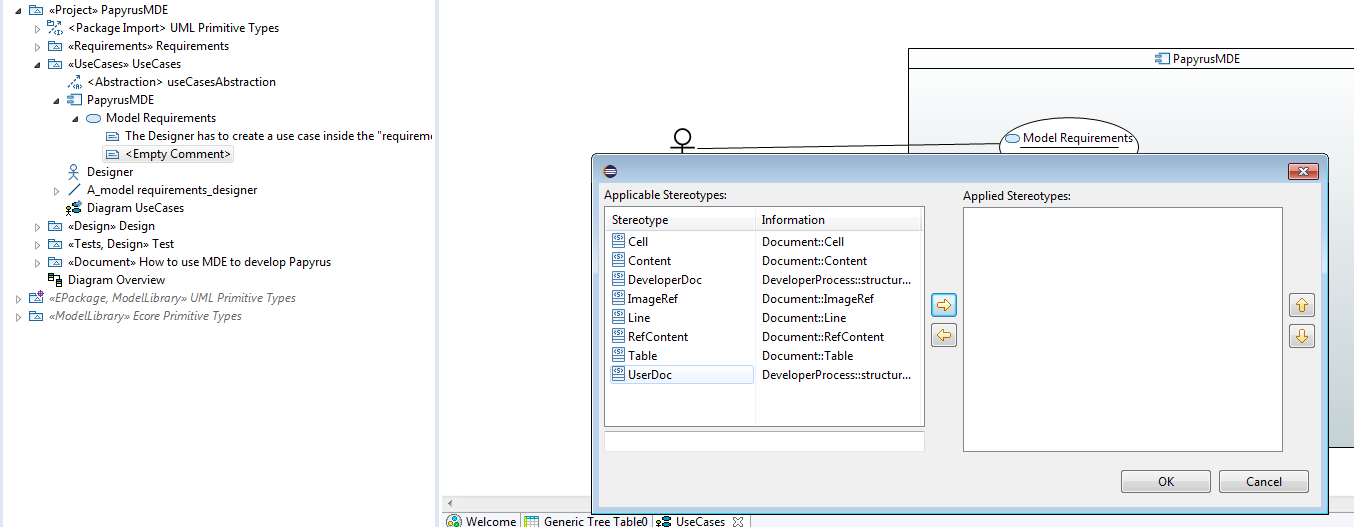 «Project» PapyrusMDE
<Package Import> UML Primitive Types
«Requirements» Requirements
«UseCases» UseCases
<Abstraction> useCasesAbstraction
PapyrusMDE
Model Requirements
The Designer has to create a use case inside the "requireme
<Empty Comment>
Designer
A_model requirements_designer
Diagram UseCases
«Design» Design
«Tests, Design» Test
«Document» How to use MDE to develop Papyrus
Diagram Overview
«EPackage, ModelLibrary» UML Primitive Types
«ModelLibrary» Ecore Primitive Types
PapyrusMDE
Model Requirements
Applicable Stereotypes:
Stereotype Information
Cell Document::Cell
Content Document::Content
DeveloperDoc DeveloperProcess::structur...
ImageRef Document::ImageRef
Line Document::Line
RefContent Document::RefContent
Table Document::Table
UserDoc DeveloperProcess::structur...
Applied Stereotypes:
OK Cancel
Welcome Generic Tree Table0 UseCases